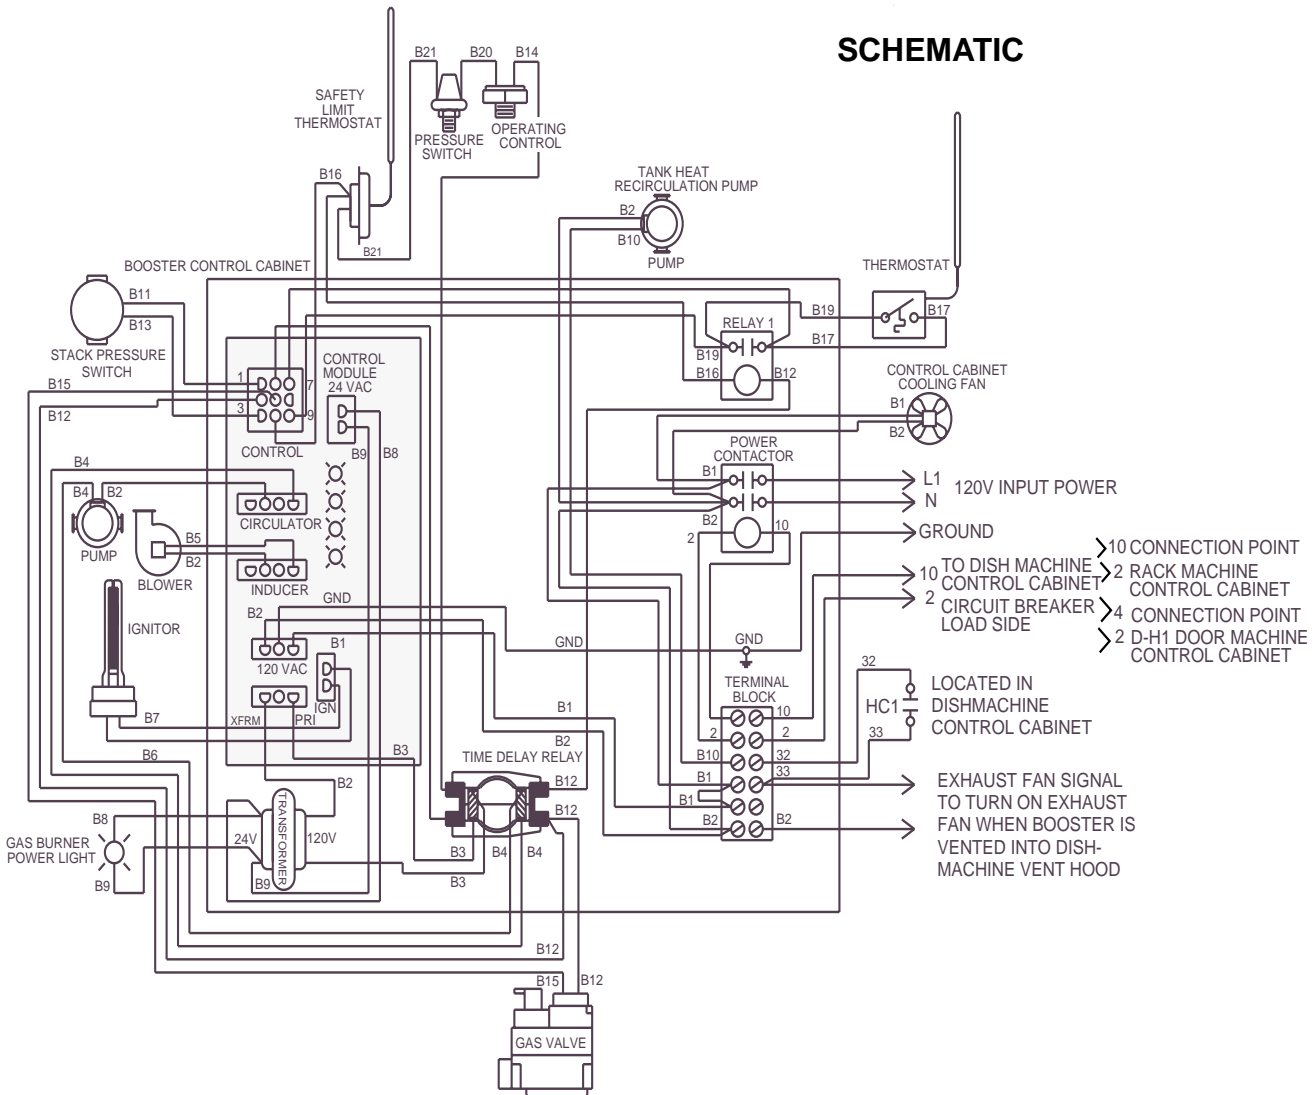 SCHEMATIC
B21
B20
B14
SAFETY
LIMIT
THERMOSTAT
PRESSURE
SWITCH
OPERATING
CONTROL
B16
B21
TANK HEAT
RECIRCULATION PUMP
B2
B10
PUMP
THERMOSTAT
BOOSTER CONTROL CABINET
B11
B13
STACK PRESSURE
SWITCH
B19
B17
RELAY 1
B17
B19
B16
B12
CONTROL
MODULE
24 VAC
B15
B12
1
7
3
9
CONTROL
B9
B8
CONTROL CABINET
COOLING FAN
B1
B2
POWER
CONTACTOR
B1
B2
2
10
L1
N
120V INPUT POWER
GROUND
B4
B4
B2
PUMP
CIRCULATOR
B5
B2
BLOWER
INDUCER
10
TO DISH MACHINE
CONTROL CABINET
2
CIRCUIT BREAKER
LOAD SIDE
10 CONNECTION POINT
2 RACK MACHINE
CONTROL CABINET
4 CONNECTION POINT
2 D-H1 DOOR MACHINE
CONTROL CABINET
IGNITOR
GND
B2
B1
120 VAC
IGN
XFRM
PRI
B7
B6
GND
GND
B1
B2
B3
B2
TERMINAL
BLOCK
10
2
2
B10
32
33
B1
B1
B2
B2
32
33
HC1
LOCATED IN
DISHMACHINE
CONTROL CABINET
TIME DELAY RELAY
B12
B12
B3
B4
B4
B3
EXHAUST FAN SIGNAL
TO TURN ON EXHAUST
FAN WHEN BOOSTER IS
VENTED INTO DISH-
MACHINE VENT HOOD
GAS BURNER
POWER LIGHT
B8
B9
24V
TRANSFORMER
120V
B9
B12
B15
B12
GAS VALVE